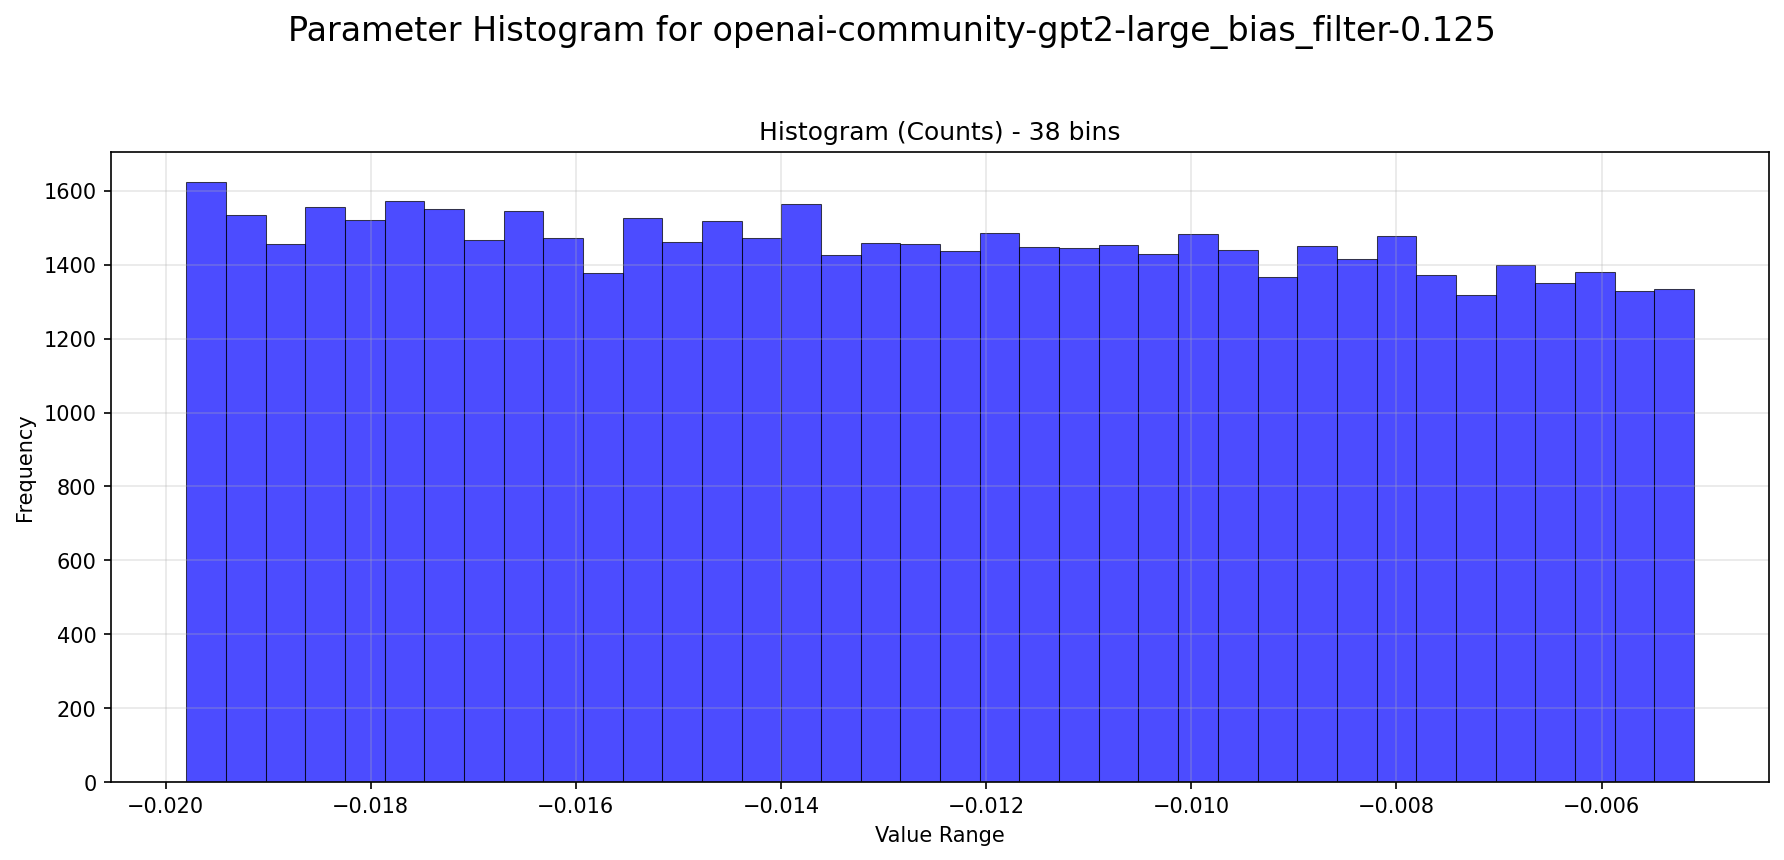 Parameter Histogram for openai-community-gpt2-large_bias_filter-0.125
Histogram (Counts) - 38 bins
1600
1400
1200
1000
800
600
400
200
0
Frequency
−0.020 −0.018 −0.016 −0.014 −0.012 −0.010 −0.008 −0.006
Value Range